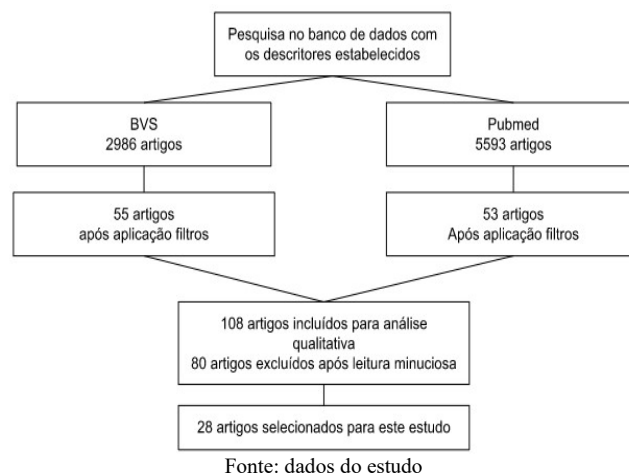 Pesquisa no banco de dados com
os descritores estabelecidos
BVS
2986 artigos
Pubmed
5593 artigos
55 artigos
após aplicação filtros
53 artigos
Após aplicação filtros
108 artigos incluídos para análise
qualitativa
80 artigos excluídos após leitura minuciosa
28 artigos selecionados para este estudo
Fonte: dados do estudo